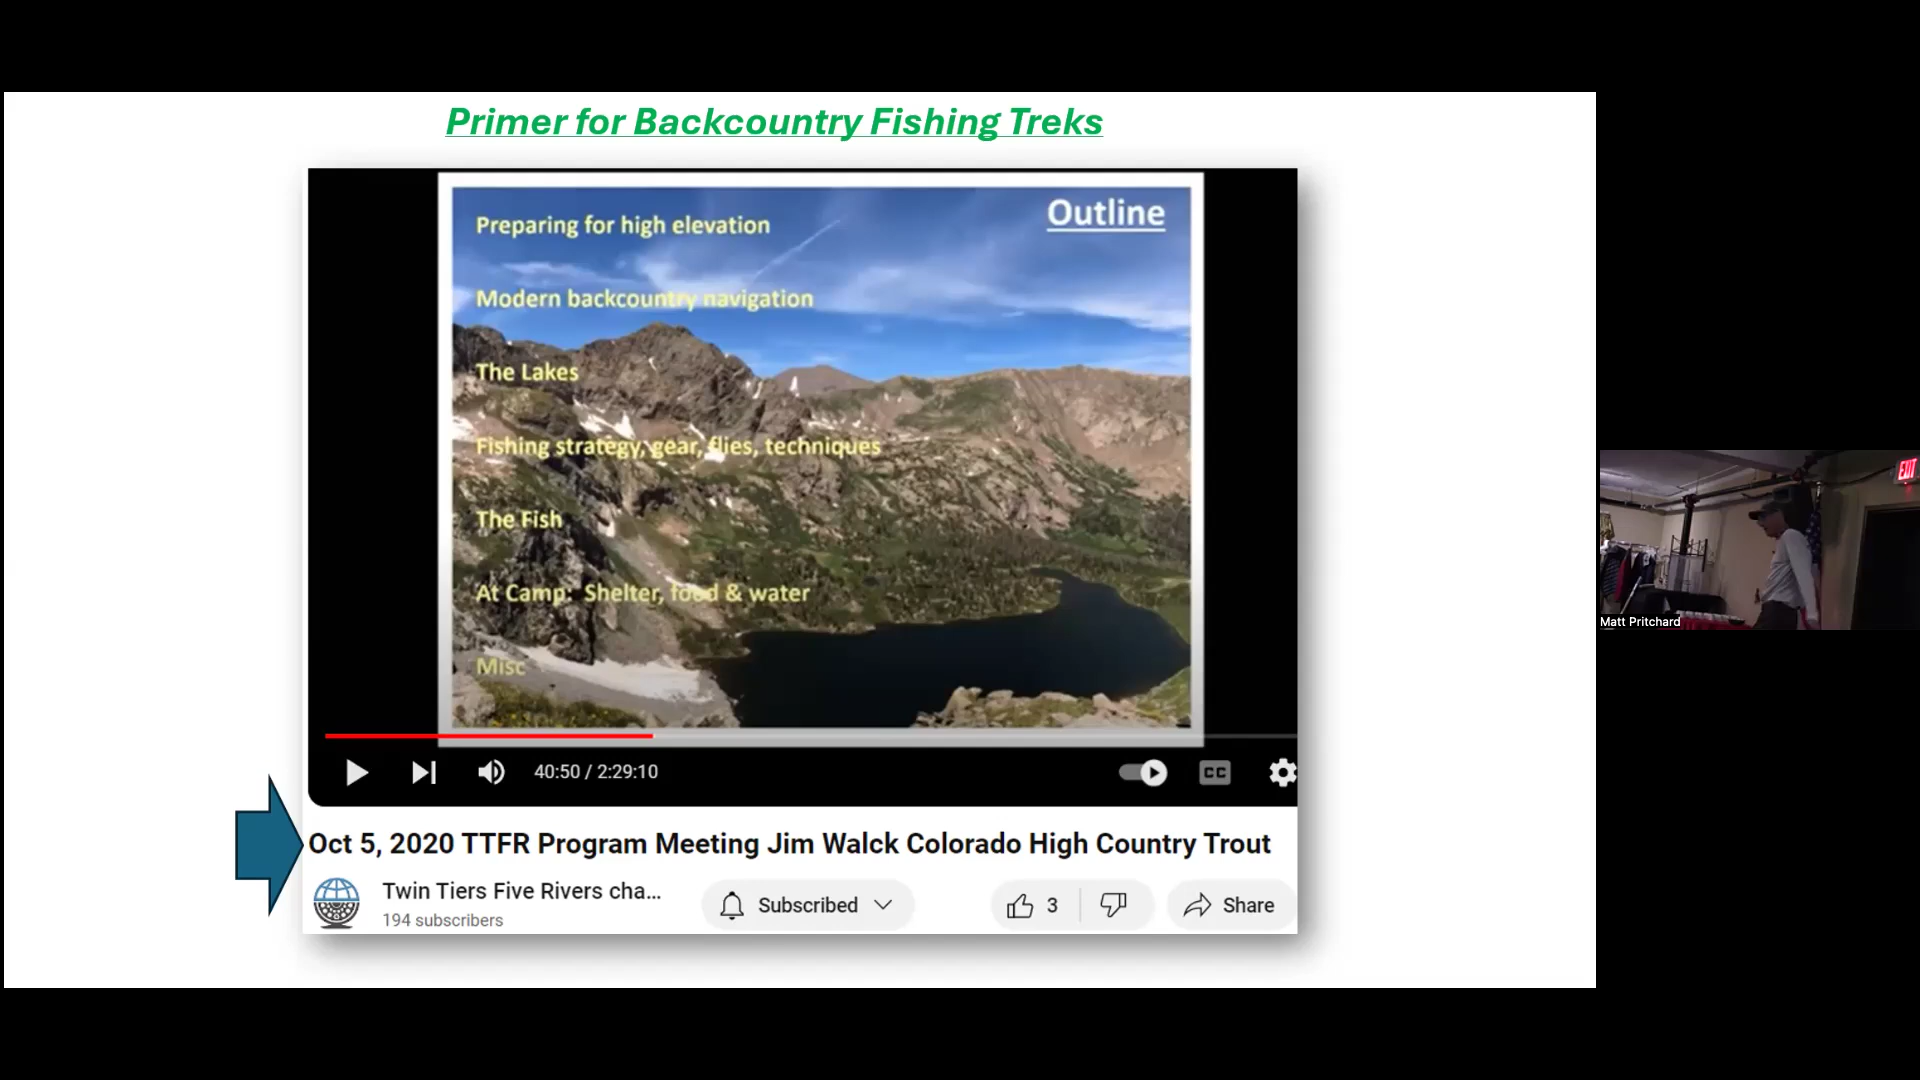 Primer for Backcountry Fishing Treks
Outline
Preparing for high elevation
Modern backcountry navigation
The Lakes
Fishing strategy, gear, flies, techniques
The Fish
At Camp: Shelter, food & water
Misc
40:50 / 2:29:10
CC
Oct 5, 2020 TTFR Program Meeting Jim Walck Colorado High Country Trout
Twin Tiers Five Rivers cha...
194 subscribers
Subscribed
3
Share
EXIT
Matt Pritchard